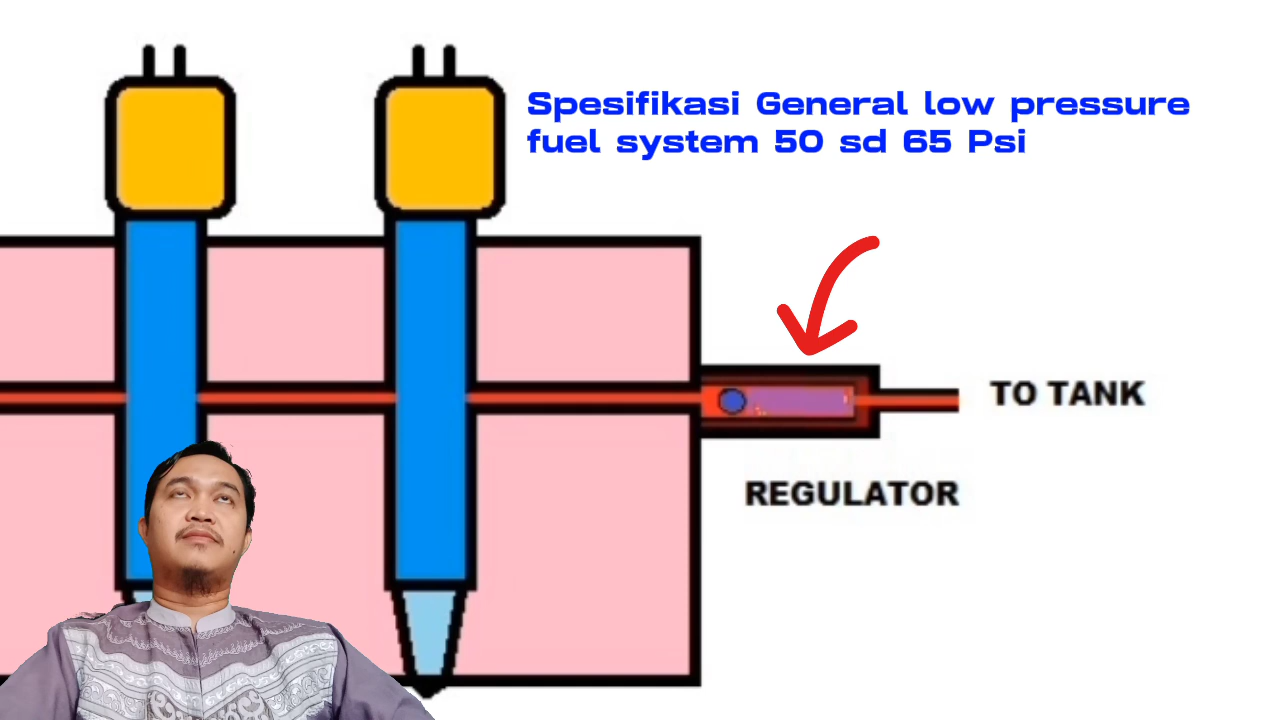 Spesifikasi General low pressure
fuel system 50 sd 65 Psi
TO TANK
REGULATOR